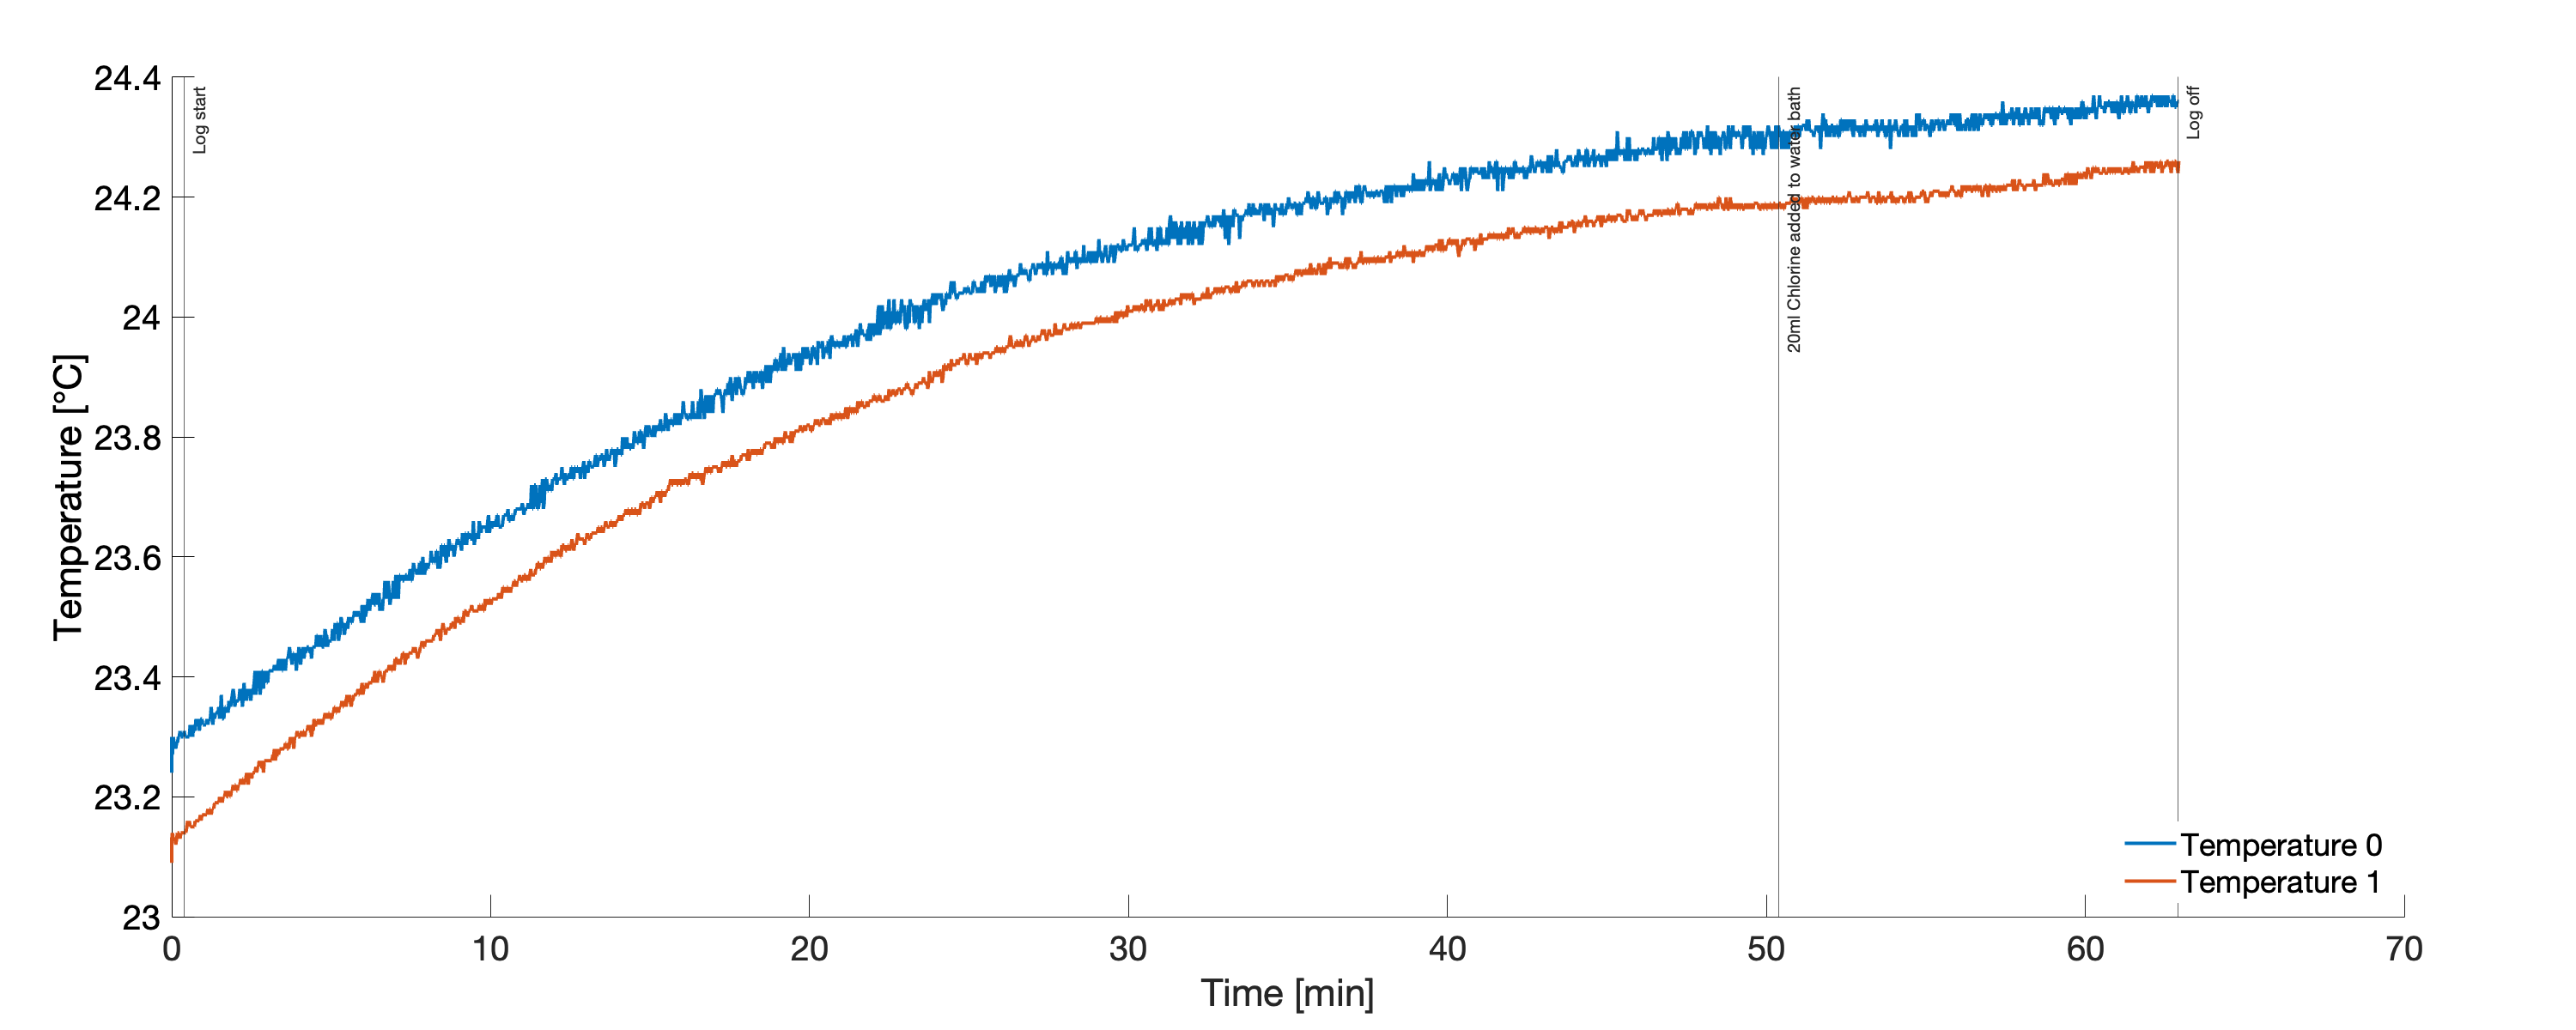 24.4
24.2
24
23.8
23.6
23.4
23.2
23
Temperature [°C]
Log start
20ml Chlorine added to water bath
Log off
Temperature 0
Temperature 1
0 10 20 30 40 50 60 70
Time [min]